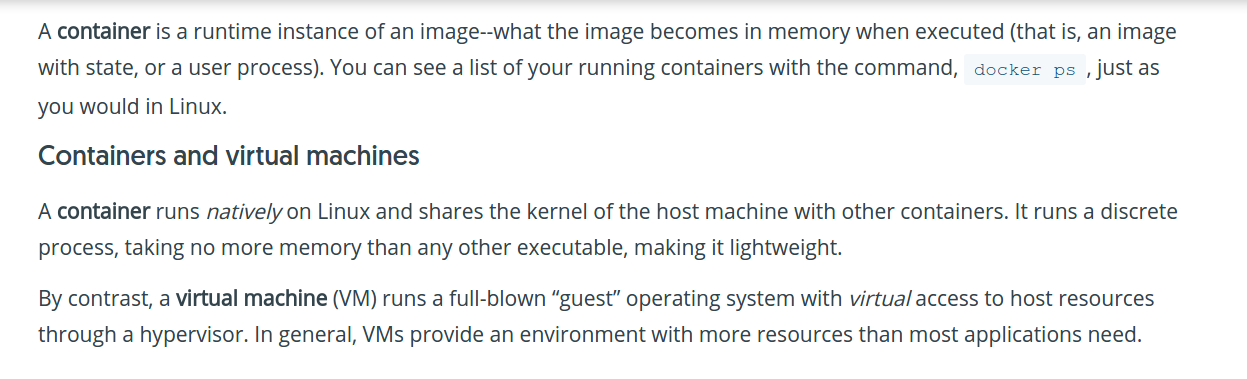 A container is a runtime instance of an image--what the image becomes in memory when executed (that is, an image
with state, or a user process). You can see a list of your running containers with the command, docker ps , just as
you would in Linux.
Containers and virtual machines
A container runs natively on Linux and shares the kernel of the host machine with other containers. It runs a discrete
process, taking no more memory than any other executable, making it lightweight.
By contrast, a virtual machine (VM) runs a full-blown “guest” operating system with virtual access to host resources
through a hypervisor. In general, VMs provide an environment with more resources than most applications need.